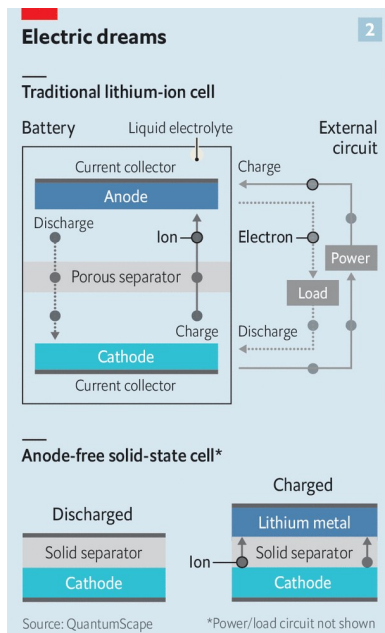 Electric dreams
2
Traditional lithium-ion cell
Battery
Liquid electrolyte
External
circuit
Current collector
Charge
Anode
Discharge
Ion
Electron
Power
Porous separator
Load
Charge
Discharge
Cathode
Current collector
Anode-free solid-state cell*
Discharged
Charged
Lithium metal
Solid separator
Ion
Solid separator
Cathode
Cathode
Source: QuantumScape
*Power/load circuit not shown